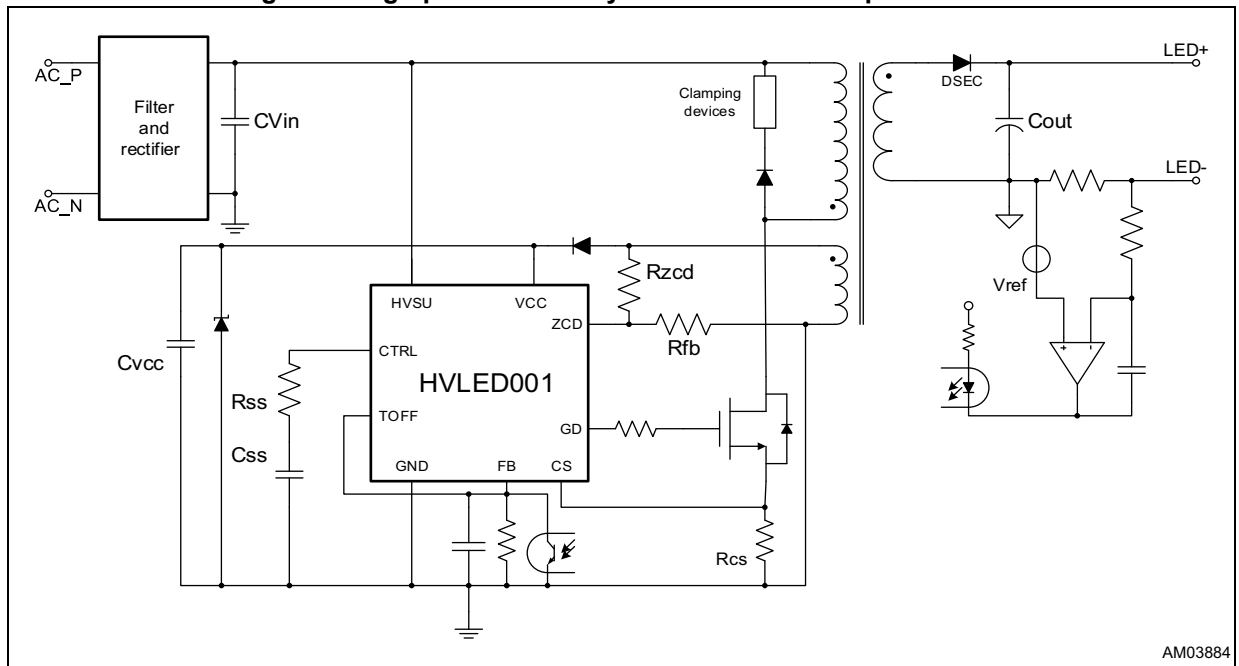 AC_P
AC_N
Filter
and
rectifier
CVin
Clamping
devices
DSEC
LED+
Cout
LED-
Vref
+
-
Rzcd
Rfb
HVSU
VCC
ZCD
CTRL
HVLED001
TOFF
GD
GND
FB
CS
Cvcc
Rss
Css
Rcs
AM03884